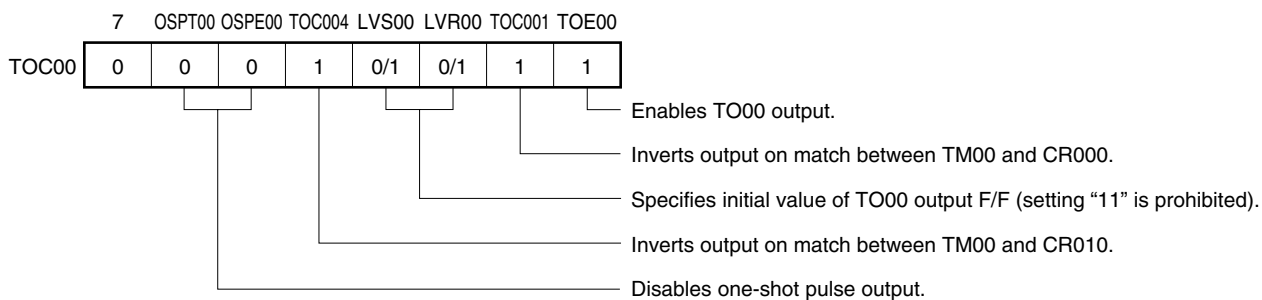 7 OSPT00 OSPE00 TOC004 LVS00 LVR00 TOC001 TOE00
TOC00 0 0 0 1 0/1 0/1 1 1
Enables TO00 output.
Inverts output on match between TM00 and CR000.
Specifies initial value of TO00 output F/F (setting “11” is prohibited).
Inverts output on match between TM00 and CR010.
Disables one-shot pulse output.